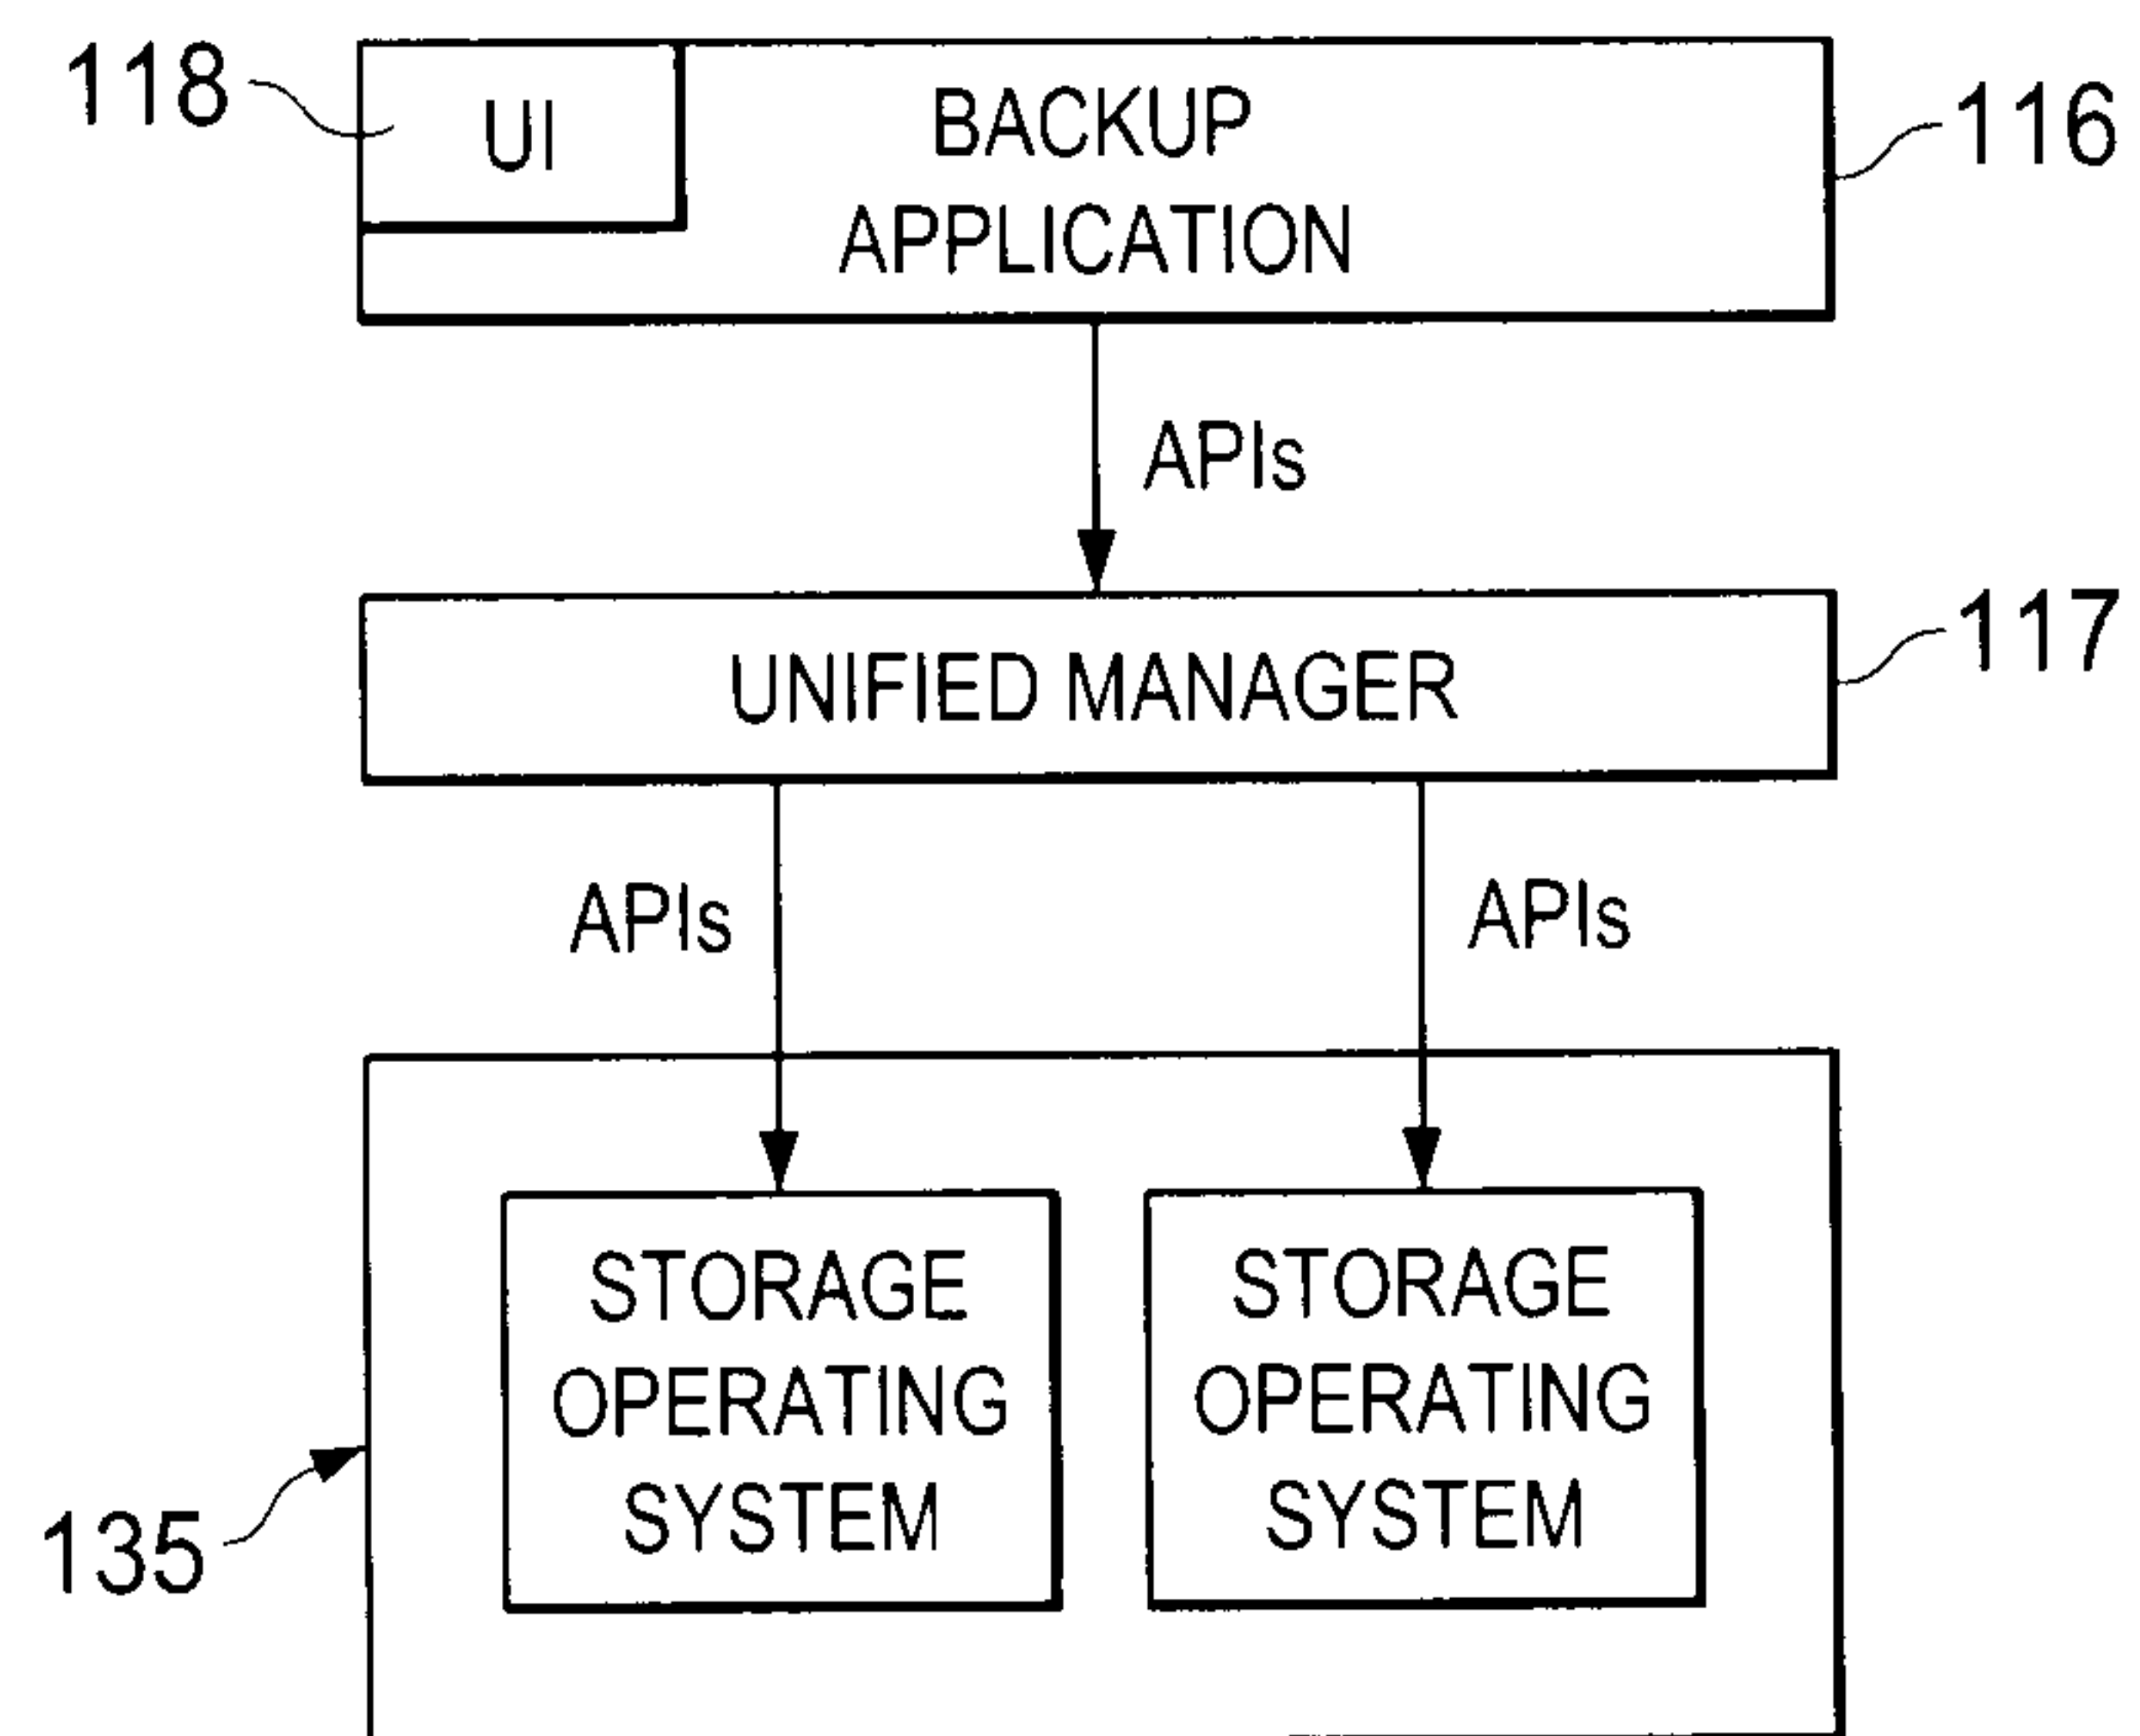 118
UI
BACKUP
APPLICATION
116
APIs
UNIFIED MANAGER
117
APIs
APIs
STORAGE
OPERATING
SYSTEM
STORAGE
OPERATING
SYSTEM
135